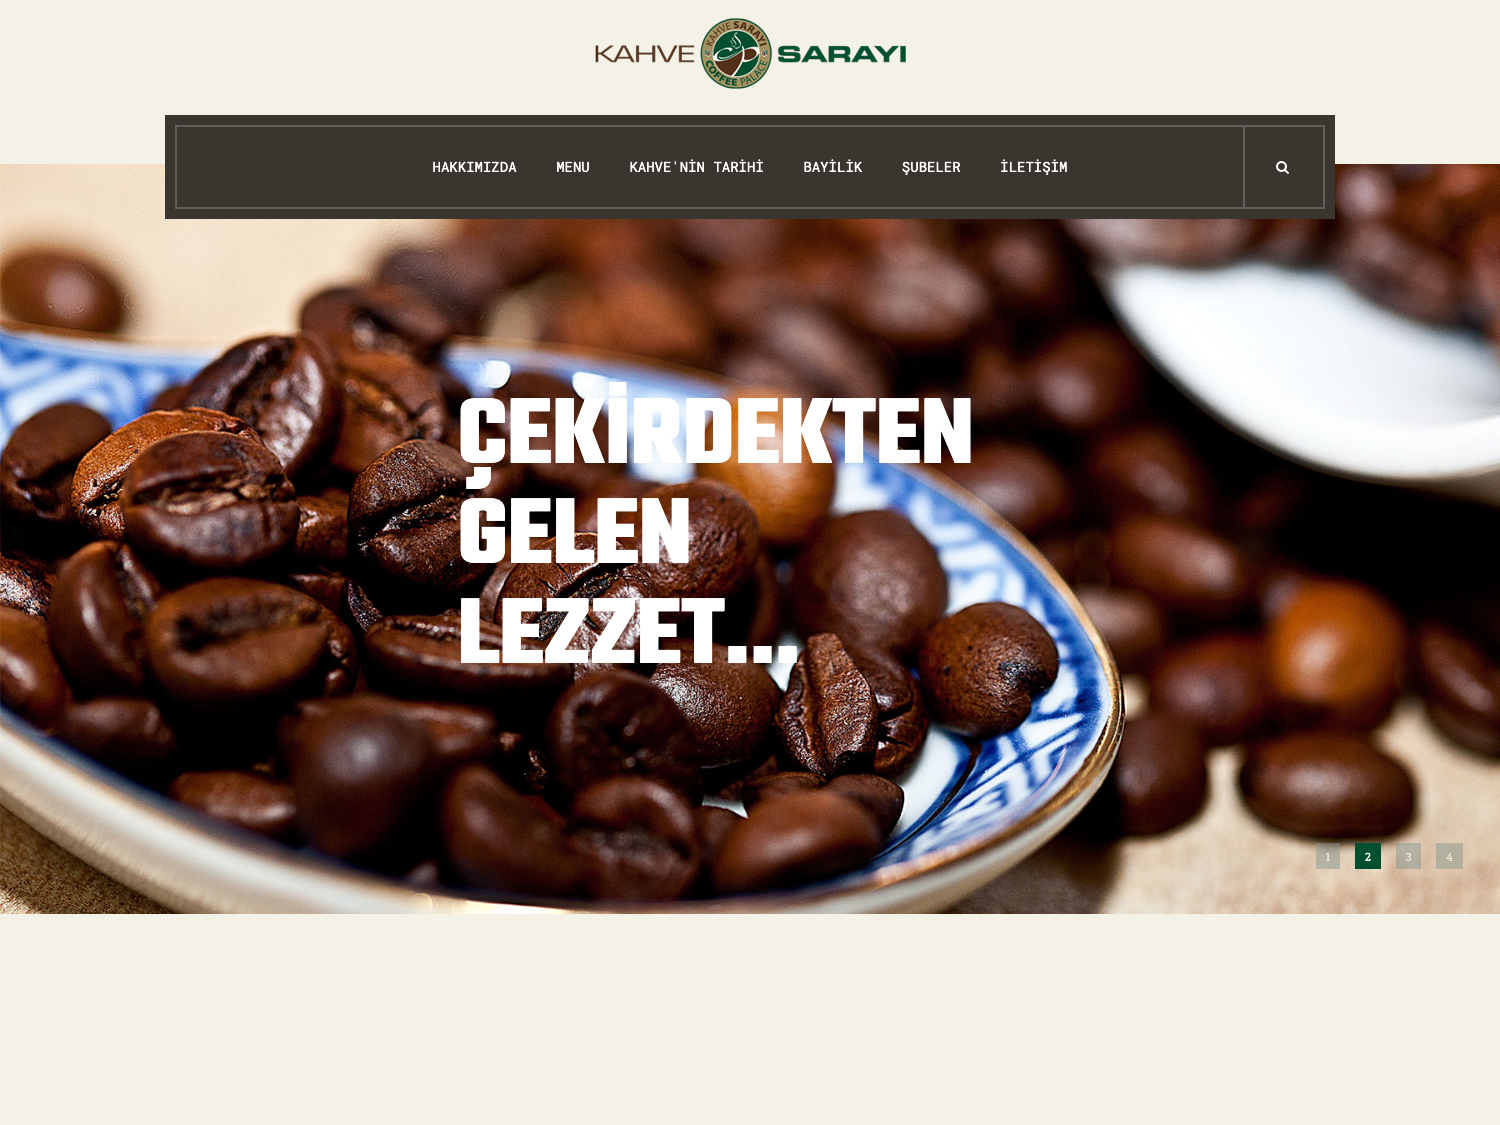 KAHVE
KAHVE SARAYI
COFFEE PALACE
SARAYI
HAKKIMIZDA
MENU
KAHVE'NİN TARİHİ
BAYİLİK
ŞUBELER
İLETİŞİM
ÇEKİRDEKTEN
GELEN
LEZZET...
1
2
3
4